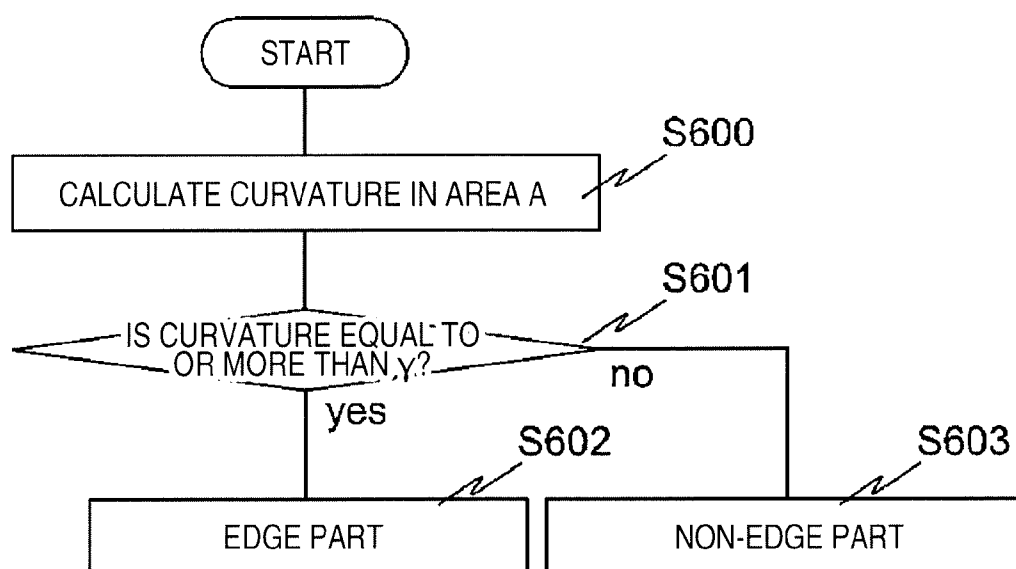 START
S600
CALCULATE CURVATURE IN AREA A
S601
IS CURVATURE EQUAL TO
OR MORE THAN γ?
no
yes
S602
S603
EDGE PART
NON-EDGE PART